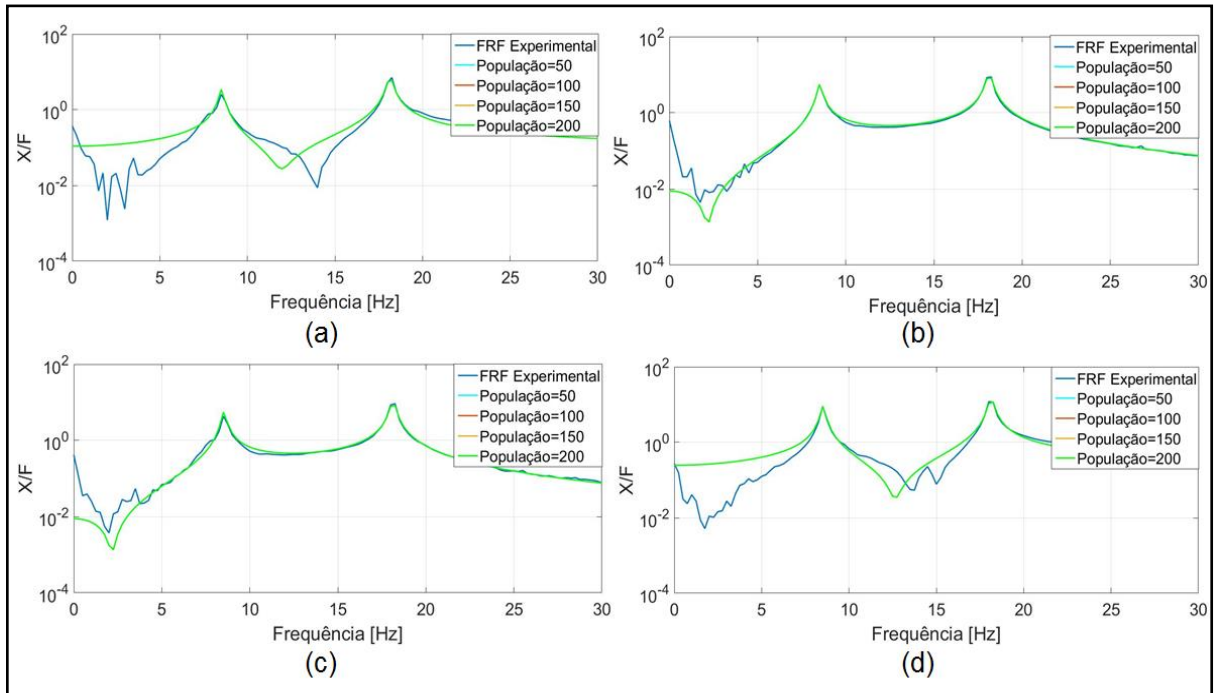 10^2
10^0
10^-2
10^-4
X/F
0 5 10 15 20 25 30
Frequência [Hz]
FRF Experimental
População=50
População=100
População=150
População=200
(a)
10^2
10^0
10^-2
10^-4
X/F
0 5 10 15 20 25 30
Frequência [Hz]
FRF Experimental
População=50
População=100
População=150
População=200
(b)
10^2
10^0
10^-2
10^-4
X/F
0 5 10 15 20 25 30
Frequência [Hz]
FRF Experimental
População=50
População=100
População=150
População=200
(c)
10^2
10^0
10^-2
10^-4
X/F
0 5 10 15 20 25 30
Frequência [Hz]
FRF Experimental
População=50
População=100
População=150
População=200
(d)